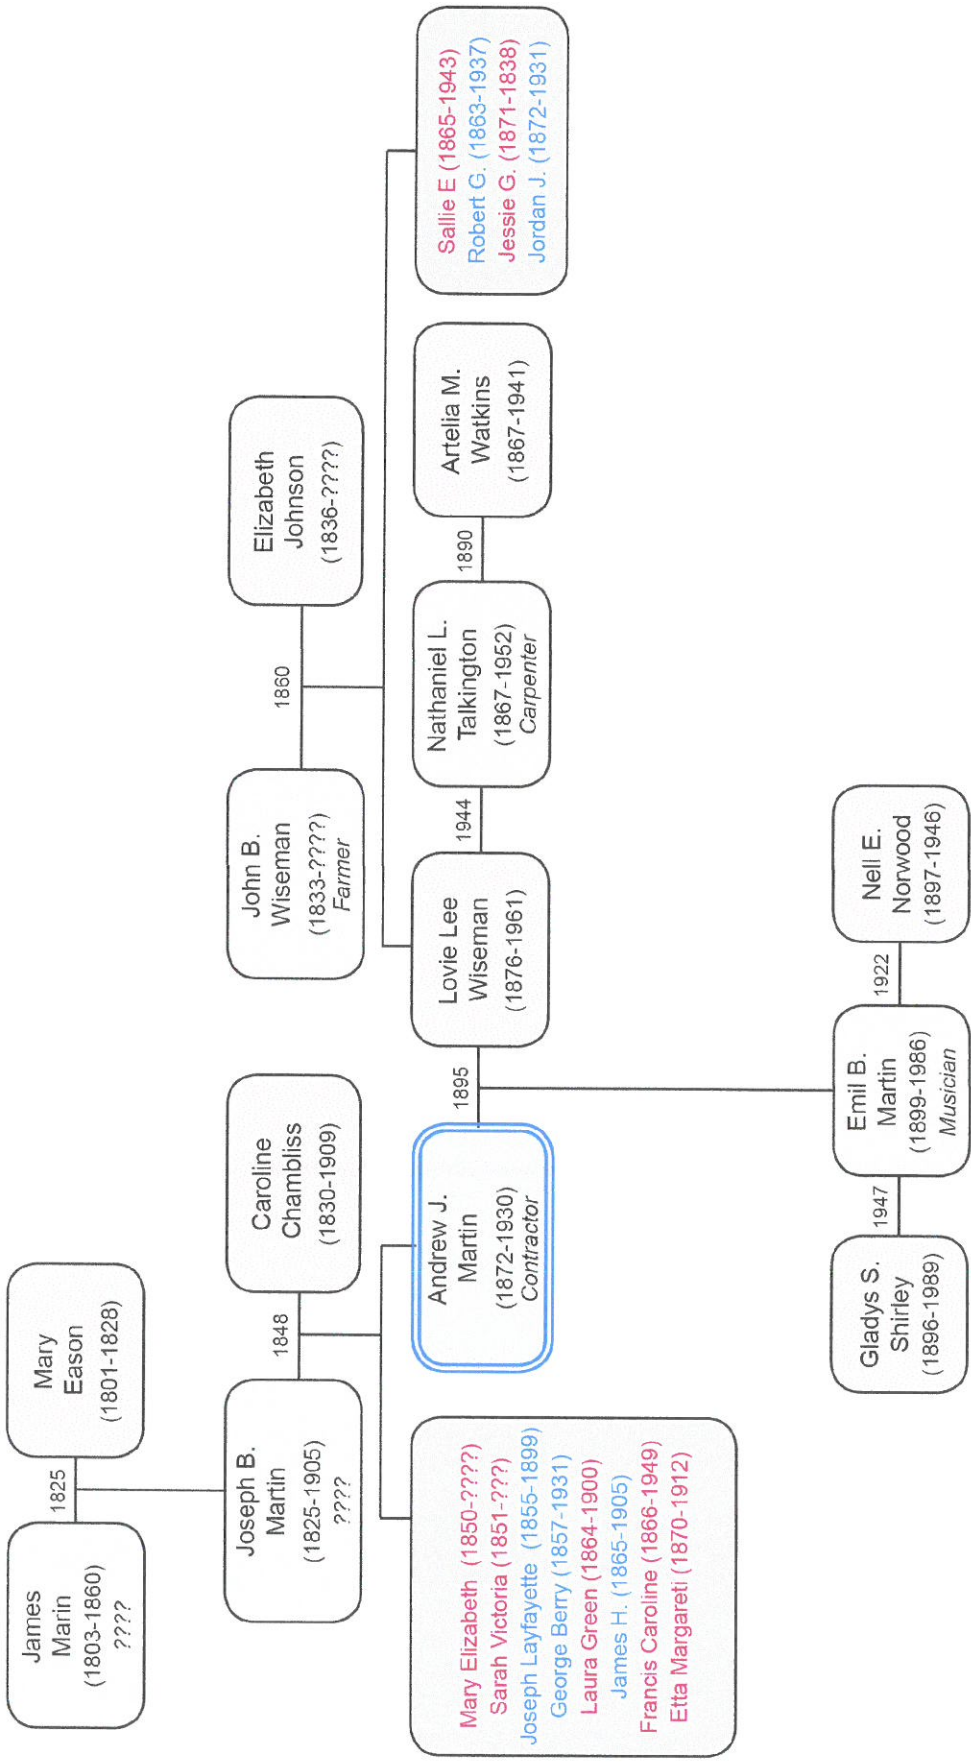 James
Marin
(1803-1860)
????
1825
Mary
Eason
(1801-1828)
Joseph B.
Martin
(1825-1905)
????
1848
Caroline
Chambliss
(1830-1909)
John B.
Wiseman
(1833-????)
Farmer
1860
Elizabeth
Johnson
(1836-????)
Mary Elizabeth (1850-????)
Sarah Victoria (1851-???)
Joseph Layfayette (1855-1899)
George Berry (1857-1931)
Laura Green (1864-1900)
James H. (1865-1905)
Francis Caroline (1866-1949)
Etta Margareti (1870-1912)
Andrew J.
Martin
(1872-1930)
Contractor
1895
Lovie Lee
Wiseman
(1876-1961)
1944
Nathaniel L.
Talkington
(1867-1952)
Carpenter
1890
Artelia M.
Watkins
(1867-1941)
Sallie E (1865-1943)
Robert G. (1863-1937)
Jessie G. (1871-1838)
Jordan J. (1872-1931)
Gladys S.
Shirley
(1896-1989)
1947
Emil B.
Martin
(1899-1986)
Musician
1922
Nell E.
Norwood
(1897-1946)